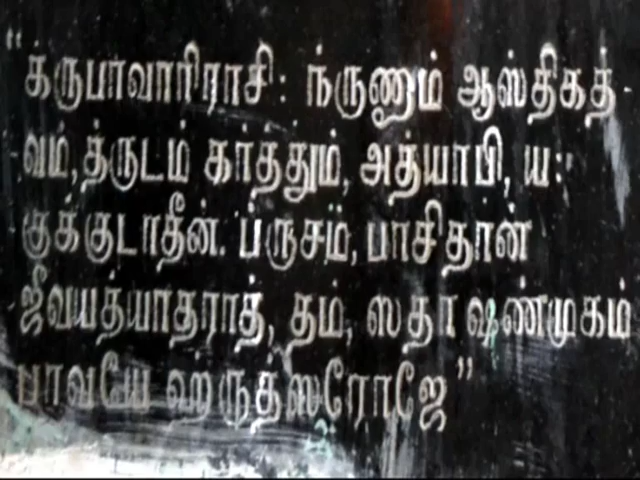 “க்ருபாவாரிராசி: ந்ருணாம் ஆஸ்திகத்
வம், த்ருடம் கர்த்தும், அத்யாபி, ய:
குக்குடாதீன். ப்ருசம், பாசிதான்
ஜீவயத்யாதராத், தம், ஸதா ஷண்முகம்
பாவயே ஹ்ருத்ஸரோஜே”